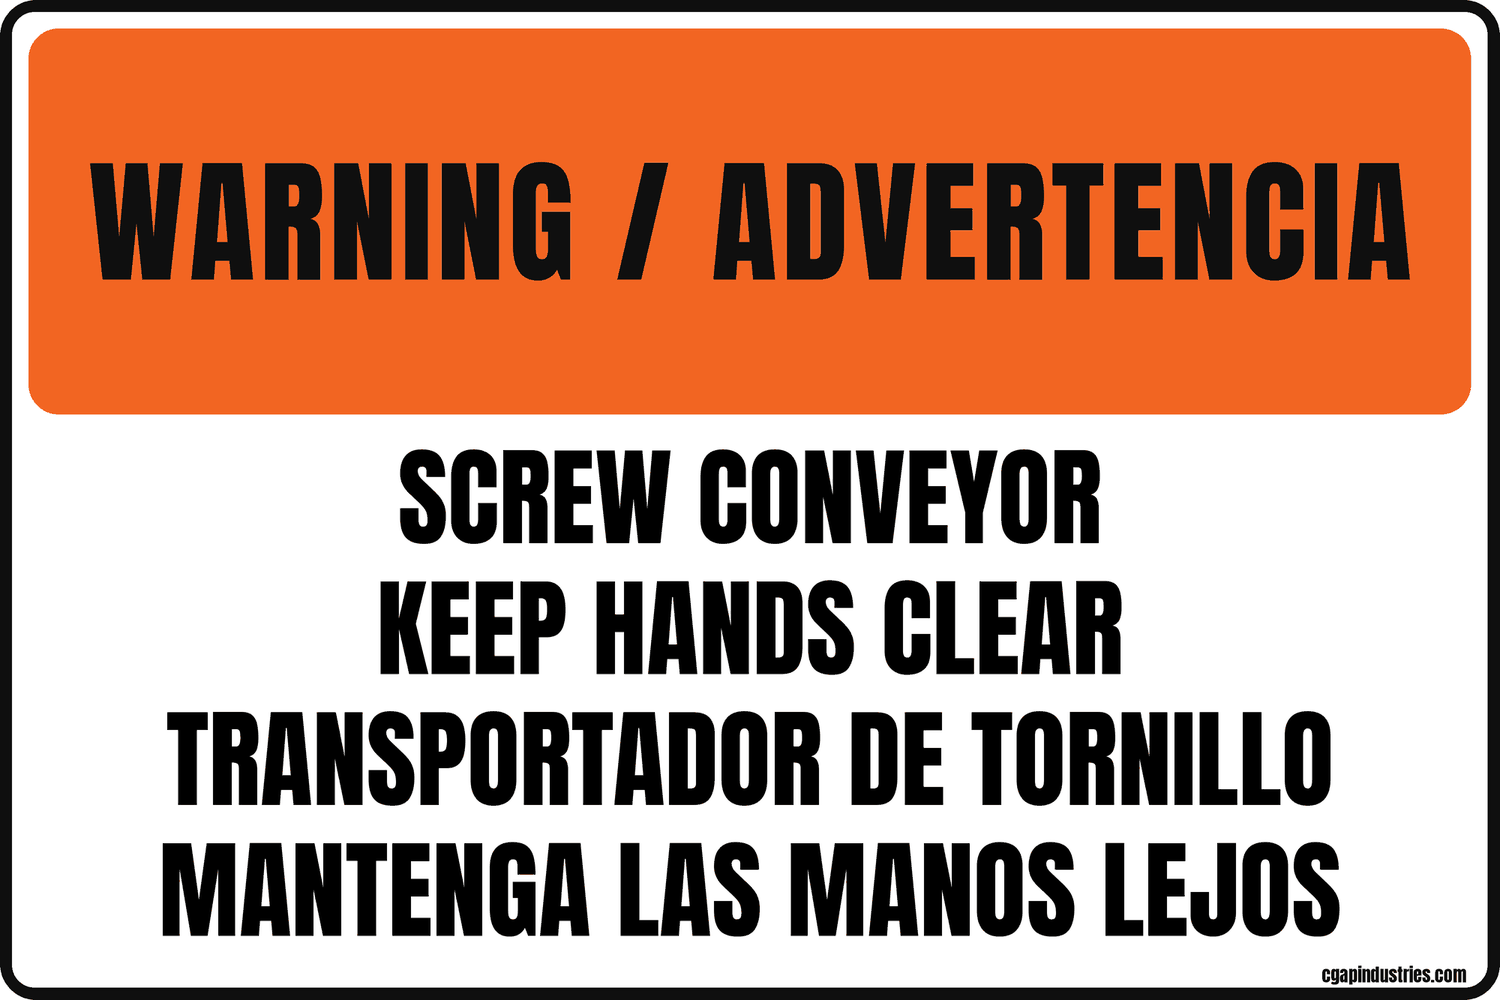 WARNING / ADVERTENCIA
SCREW CONVEYOR
KEEP HANDS CLEAR
TRANSPORTADOR DE TORNILLO
MANTENGA LAS MANOS LEJOS
cgapindustries.com